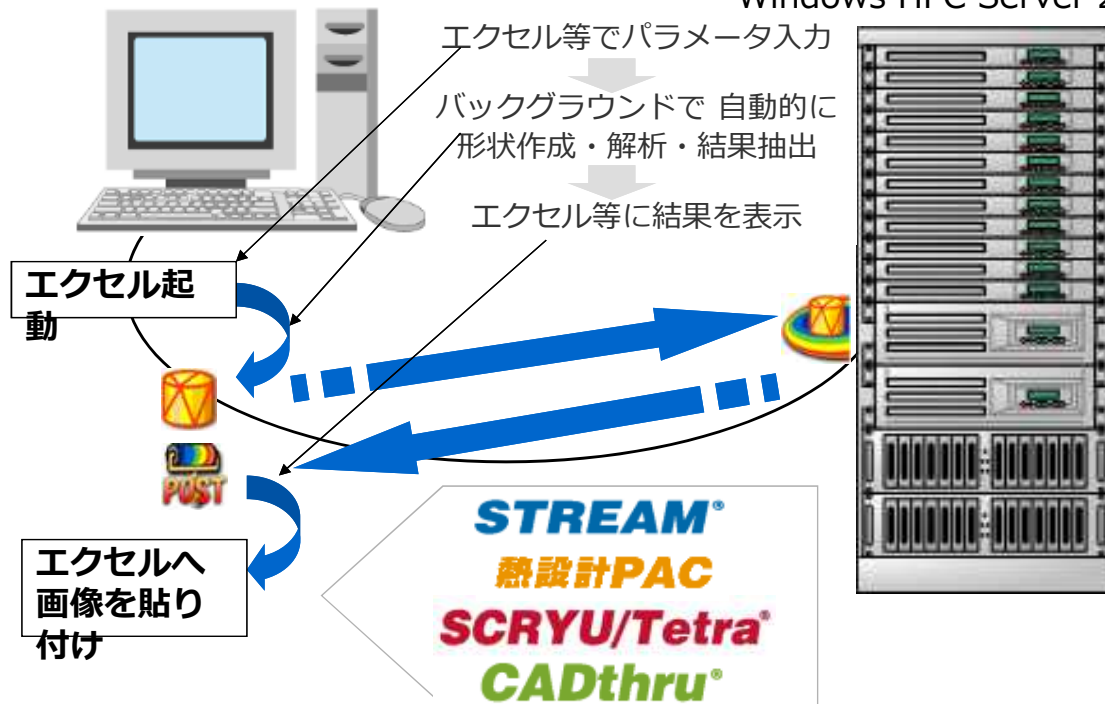 Windows HPC Server 2
エクセル等でパラメータ入力
バックグラウンドで 自動的に
形状作成・解析・結果抽出
エクセル等に結果を表示
エクセル起
動
POST
エクセルへ
画像を貼り
付け
STREAM®
熱設計PAC
SCRYU/Tetra®
CADthru®